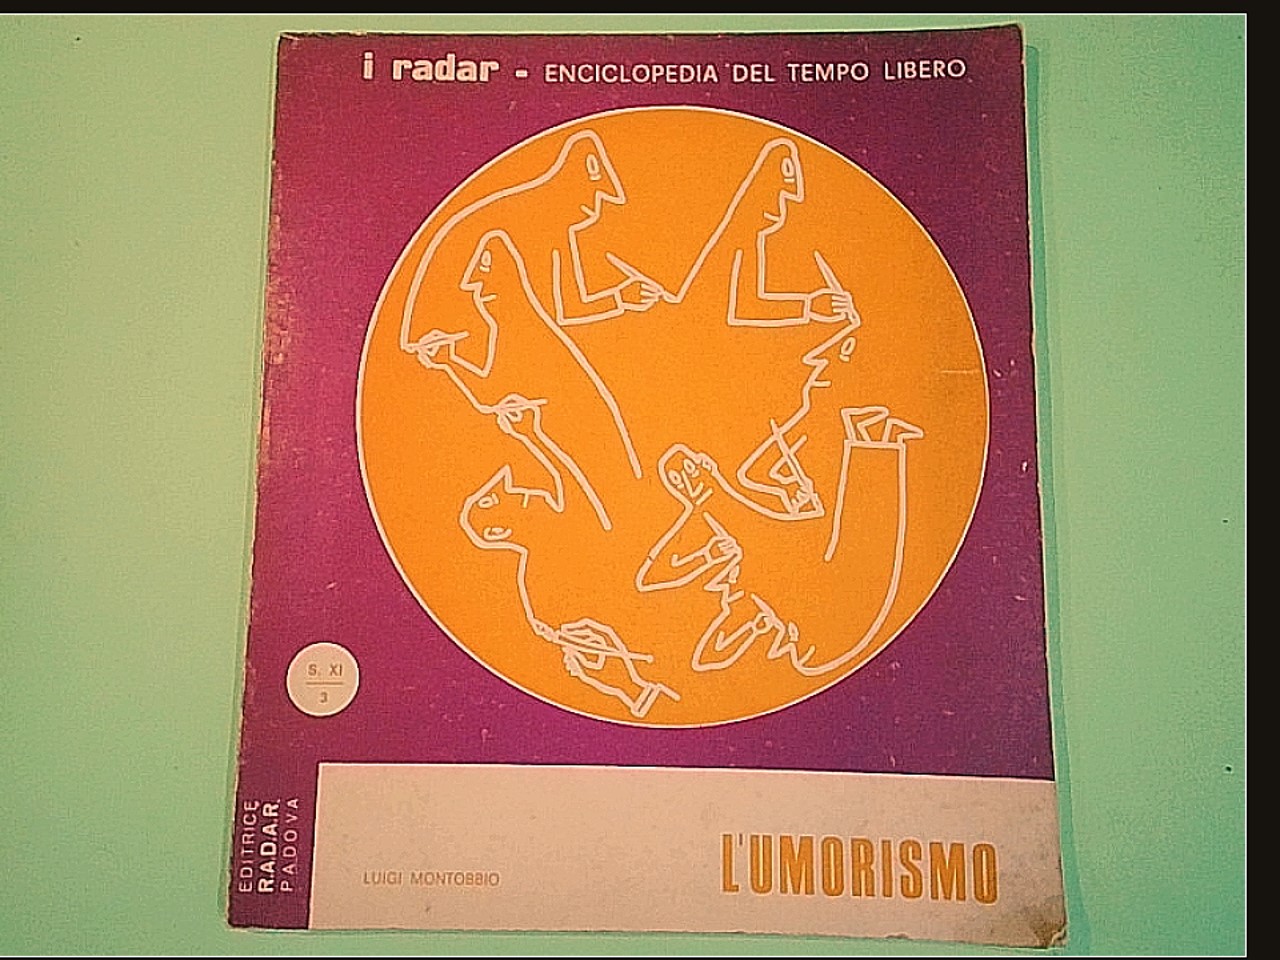 i radar - ENCICLOPEDIA DEL TEMPO LIBERO
S. XI
3
EDITRICE
R.A.D.A.R.
PADOVA
LUIGI MONTOBBIO
L'UMORISMO